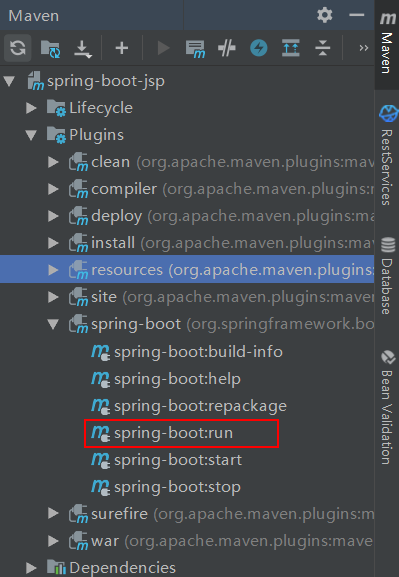 Maven
spring-boot-jsp
Lifecycle
Plugins
clean (org.apache.maven.plugins:mav
compiler (org.apache.maven.plugins:
deploy (org.apache.maven.plugins:ma
install (org.apache.maven.plugins:ma
resources (org.apache.maven.plugins:
site (org.apache.maven.plugins:mave
spring-boot (org.springframework.bo
spring-boot:build-info
spring-boot:help
spring-boot:repackage
spring-boot:run
spring-boot:start
spring-boot:stop
surefire (org.apache.maven.plugins:m
war (org.apache.maven.plugins:mave
Dependencies
Maven
RestServices
Database
Bean Validation